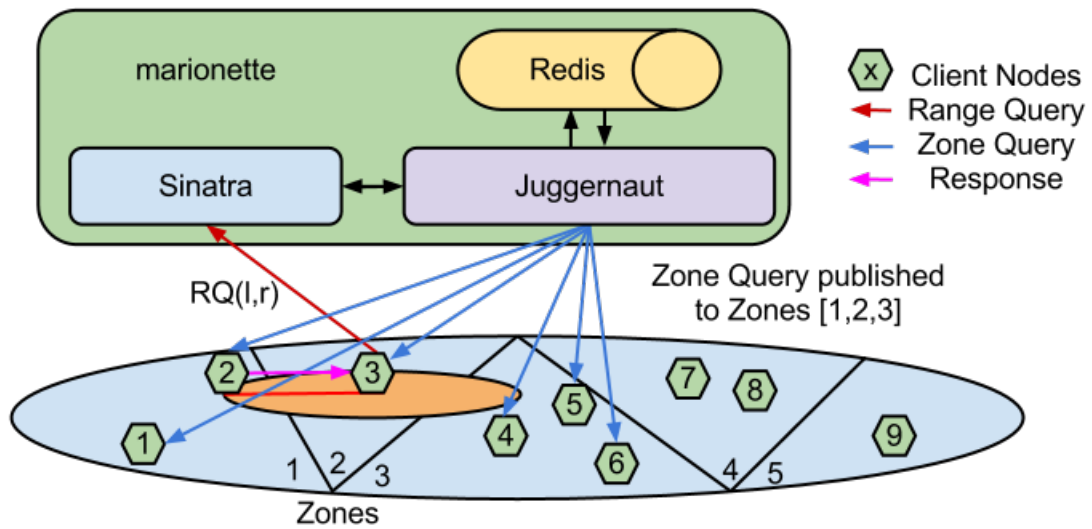 marionette
Redis
Sinatra
Juggernaut
x
Client Nodes
Range Query
Zone Query
Response
RQ(l,r)
Zone Query published
to Zones [1,2,3]
2
3
7
8
5
1
4
6
9
1
2
3
4
5
Zones